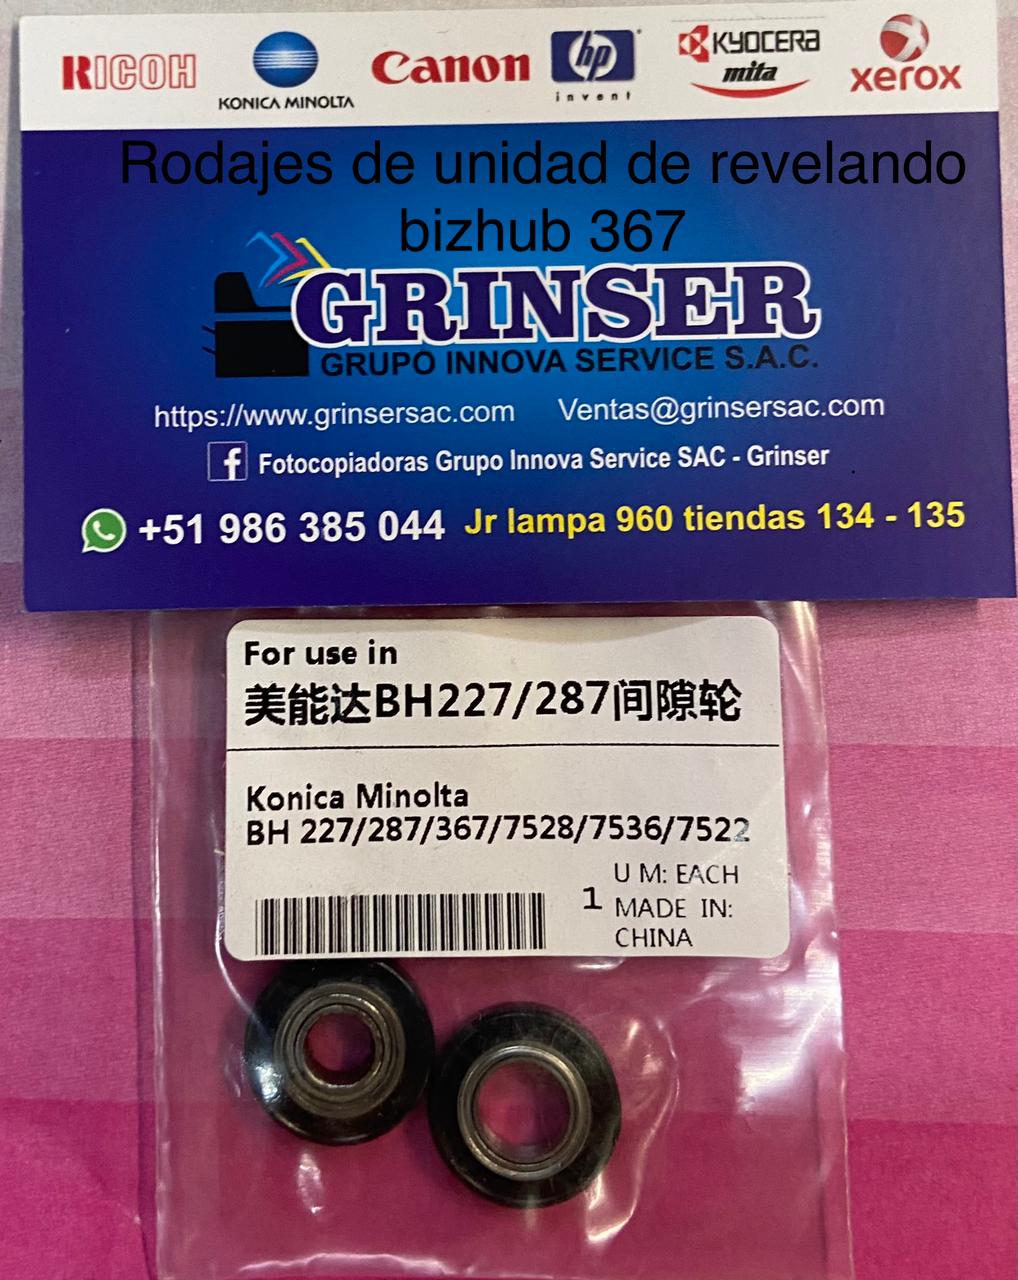 RICOH
KONICA MINOLTA
Canon
hp
invent
KYOCERA
mita
xerox
Rodajes de unidad de revelando
bizhub 367
GRINSER
GRUPO INNOVA SERVICE S.A.C.
https://www.grinsersac.com Ventas@grinsersac.com
f Fotocopiadoras Grupo Innova Service SAC - Grinser
+51 986 385 044 Jr lampa 960 tiendas 134 - 135
For use in
美能达BH227/287间隙轮
Konica Minolta
BH 227/287/367/7528/7536/7522
U M: EACH
1 MADE IN:
CHINA